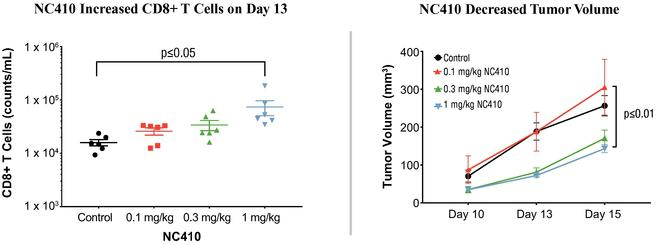 NC410 Increased CD8+ T Cells on Day 13
CD8+ T Cells (counts/mL)
1 x 10⁶
1 x 10⁵
1 x 10⁴
1 x 10³
p≤0.05
Control
0.1 mg/kg
0.3 mg/kg
1 mg/kg
NC410
NC410 Decreased Tumor Volume
Tumor Volume (mm³)
400
300
200
100
0
Control
0.1 mg/kg NC410
0.3 mg/kg NC410
1 mg/kg NC410
p≤0.01
Day 10
Day 13
Day 15